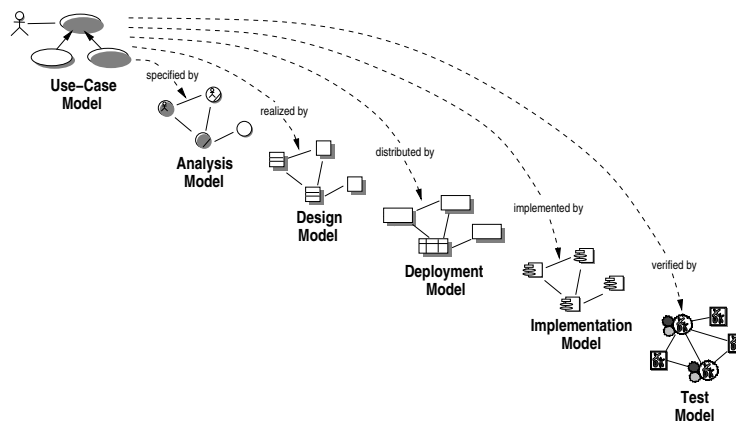 Use-Case
Model
specified by
Analysis
Model
realized by
Design
Model
distributed by
Deployment
Model
implemented by
Implementation
Model
verified by
Test
Model